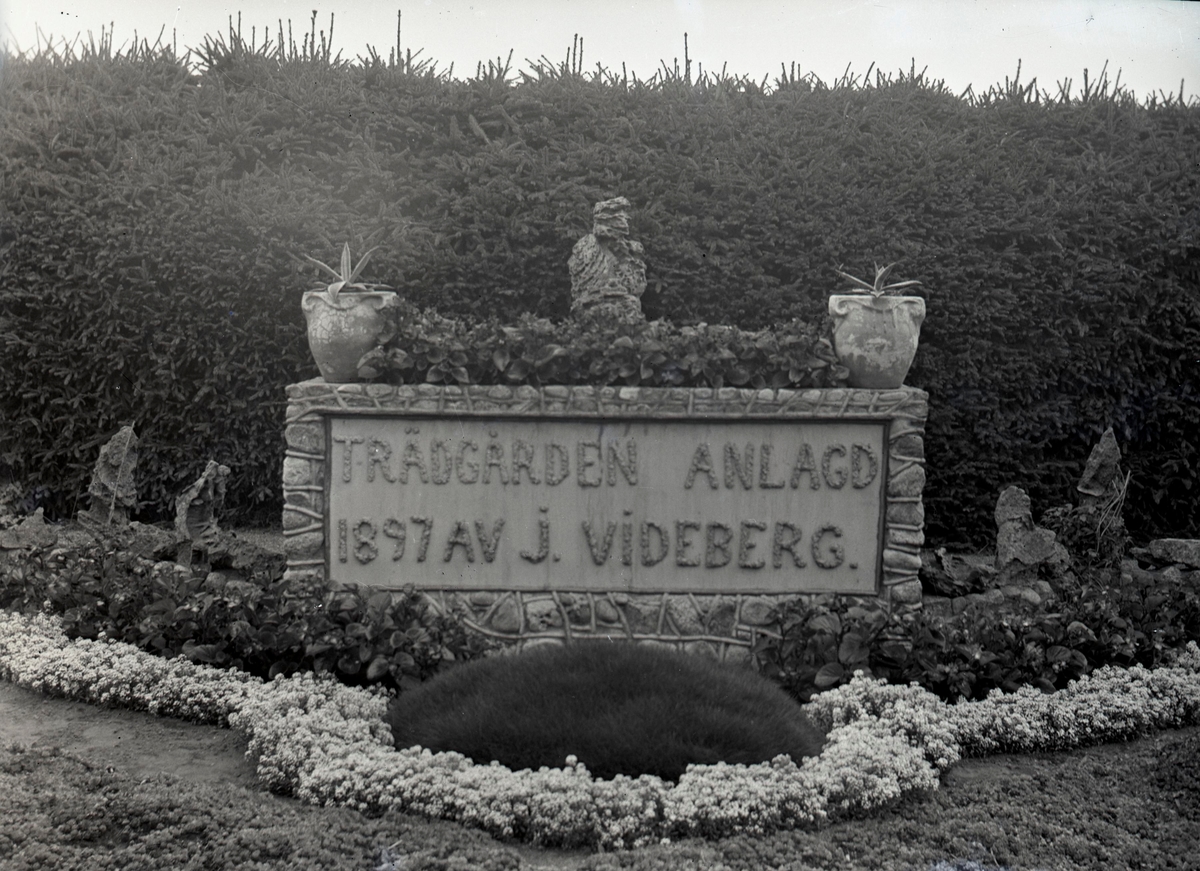 TRÄDGÅRDEN ANLAGD
1897 AV J. VIDEBERG.